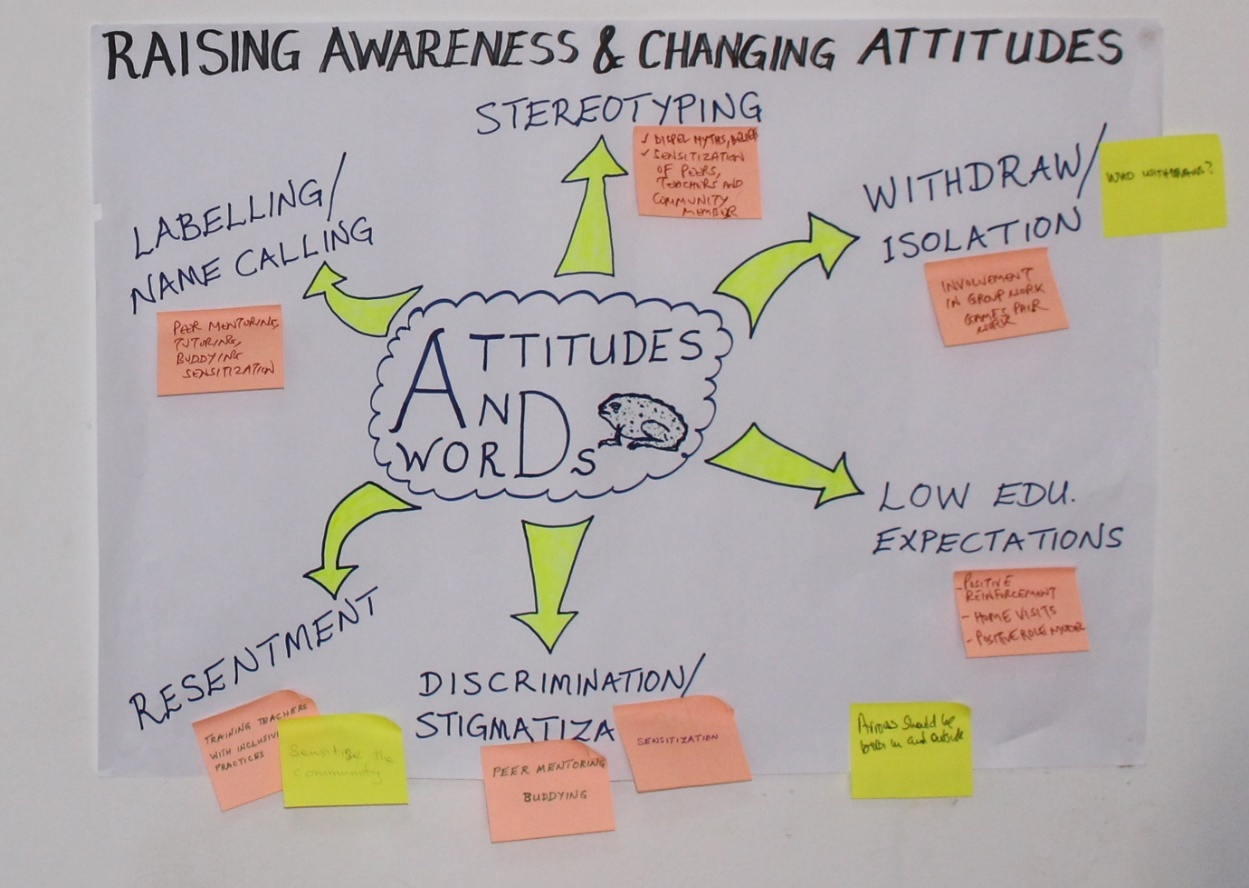 RAISING AWARENESS & CHANGING ATTITUDES
STEREOTYPING
✓ DISPEL MYTHS, BELIEFS
✓ SENSITIZATION
OF PEERS,
TEACHERS AND
COMMUNITY
MEMBER
WITHDRAW/
ISOLATION
WHO WITHDRAWS?
INVOLVEMENT
IN GROUP WORK
GAMES PAIR
WORK
LABELLING/
NAME CALLING
PEER MENTORING,
TUTORING,
BUDDYING
SENSITIZATION
ATTITUDES
AND
WORDS
LOW EDU.
EXPECTATIONS
- POSITIVE
REINFORCEMENT
- HOME VISITS
- POSITIVE ROLE MODEL
RESENTMENT
TRAINING TEACHERS
WITH INCLUSIVE
PRACTICES
Sensitize the
community
DISCRIMINATION/
STIGMATIZA
PEER MENTORING
BUDDYING
SENSITIZATION
Arrows should be
both in and outside